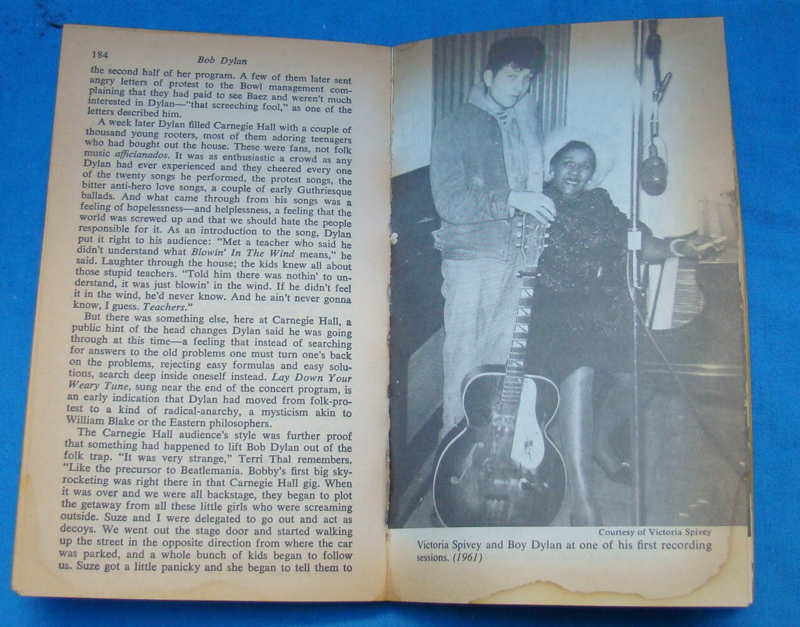 184
Bob Dylan
the second half of her program. A few of them later sent
angry letters of protest to the Bowl management com-
plaining that they had paid to see Baez and weren't much
interested in Dylan—"that screeching fool," as one of the
letters described him.
A week later Dylan filled Carnegie Hall with a couple of
thousand young rooters, most of them adoring teenagers
who had bought out the house. These were fans, not folk
music afficianados. It was as enthusiastic a crowd as any
Dylan had ever experienced and they cheered every one
of the twenty songs he performed, the protest songs, the
bitter anti-hero love songs, a couple of early Guthriesque
ballads. And what came through from his songs was a
feeling of hopelessness—and helplessness, a feeling that the
world was screwed up and that we should hate the people
responsible for it. As an introduction to the song, Dylan
put it right to his audience: "Met a teacher who said he
didn't understand what Blowin' In The Wind means," he
said. Laughter through the house; the kids knew all about
those stupid teachers. "Told him there was nothin' to un-
derstand, it was just blowin' in the wind. If he didn't feel
it in the wind, he'd never know. And he ain't never gonna
know, I guess. Teachers."
But there was something else, here at Carnegie Hall, a
public hint of the head changes Dylan said he was going
through at this time—a feeling that instead of searching
for answers to the old problems one must turn one's back
on the problems, rejecting easy formulas and easy solu-
tions, search deep inside oneself instead. Lay Down Your
Weary Tune, sung near the end of the concert program, is
an early indication that Dylan had moved from folk-pro-
test to a kind of radical-anarchy, a mysticism akin to
William Blake or the Eastern philosophers.
The Carnegie Hall audience's style was further proof
that something had happened to lift Bob Dylan out of the
folk trap. "It was very strange," Terri Thal remembers.
"Like the precursor to Beatlemania. Bobby's first big sky-
rocketing was right there in that Carnegie Hall gig. When
it was over and we were all backstage, they began to plot
the getaway from all these little girls who were screaming
outside. Suze and I were delegated to go out and act as
decoys. We went out the stage door and started walking
up the street in the opposite direction from where the car
was parked, and a whole bunch of kids began to follow
us. Suze got a little panicky and she began to tell them to
Courtesy of Victoria Spivey
Victoria Spivey and Boy Dylan at one of his first recording
sessions. (1961)